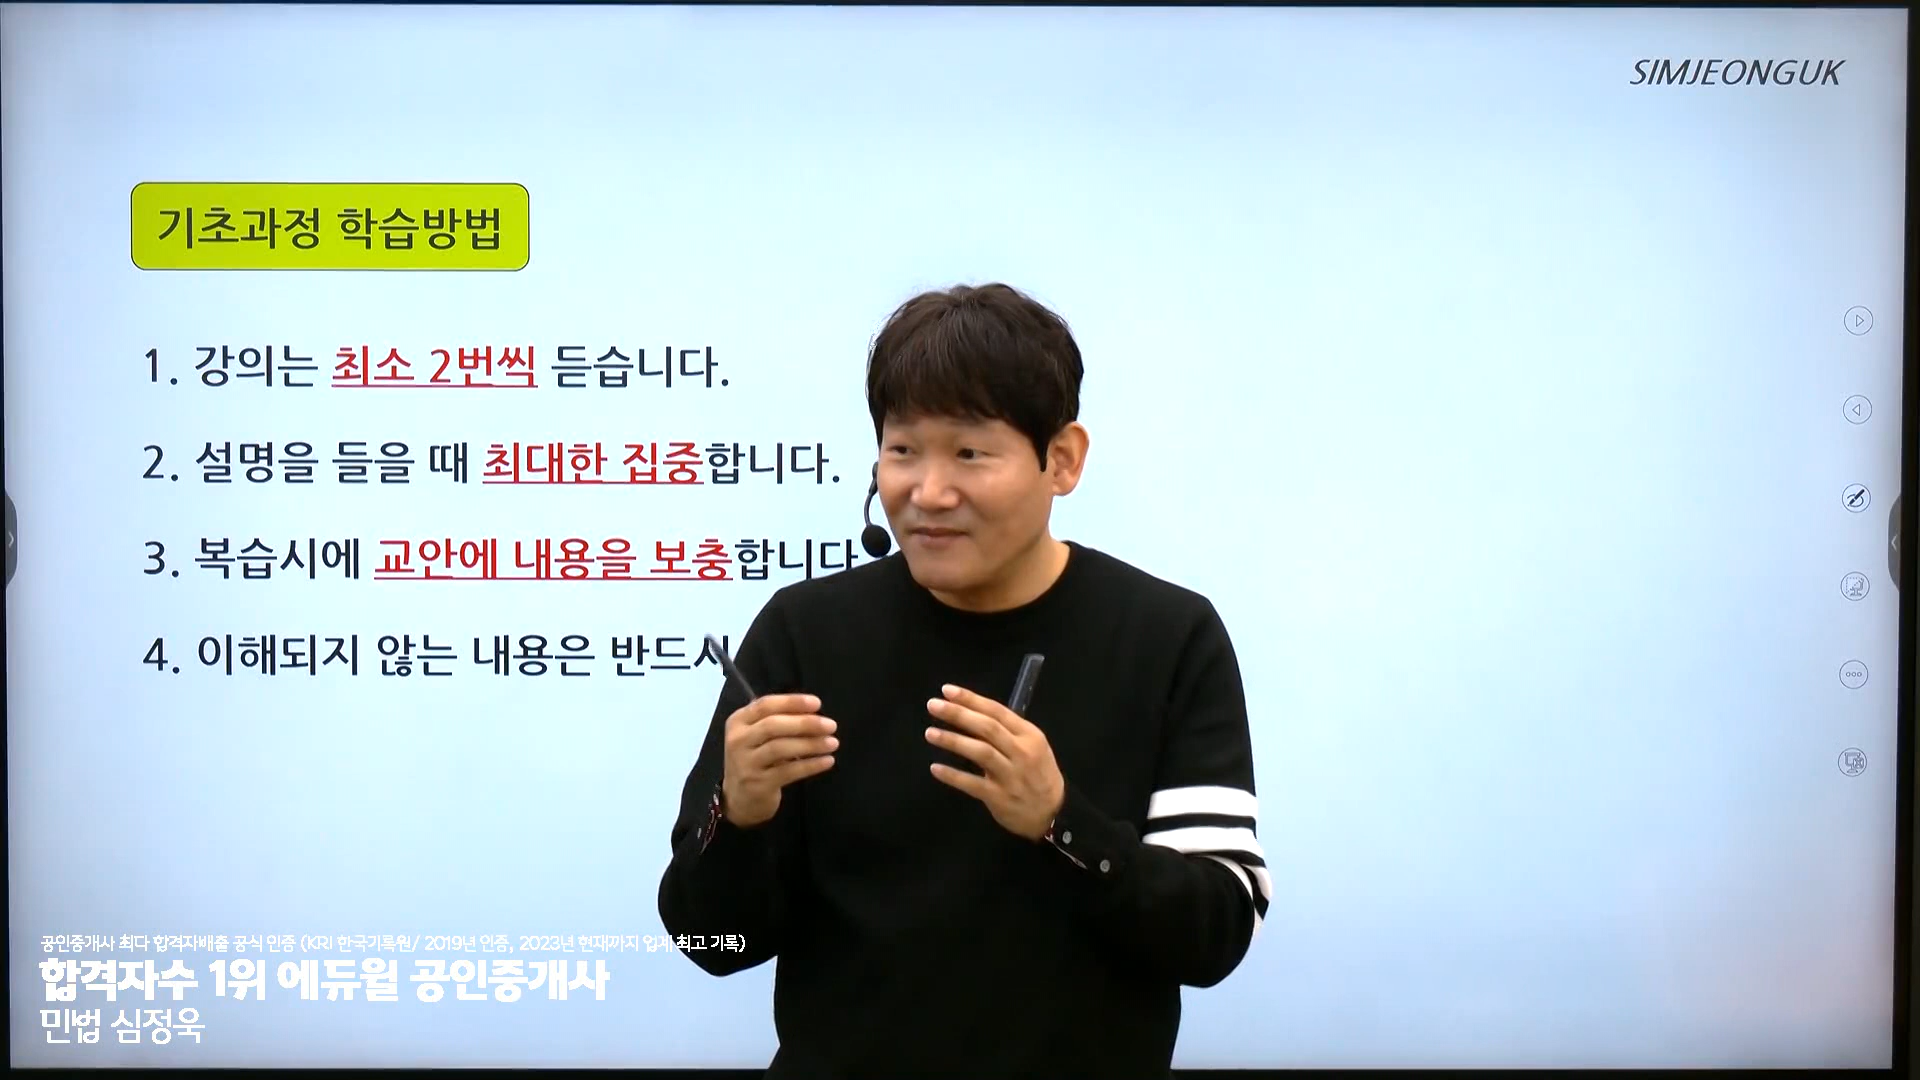 SIMJEONGUK
기초과정 학습방법
1. 강의는 최소 2번씩 듣습니다.
2. 설명을 들을 때 최대한 집중합니다.
3. 복습시에 교안에 내용을 보충합니다
4. 이해되지 않는 내용은 반드시
공인중개사 최다 합격자배출 공식 인증 (KRI 한국기록원/ 2019년 인증, 2023년 현재까지 업계 최고 기록)
합격자수 1위 에듀윌 공인중개사
민법 심정욱